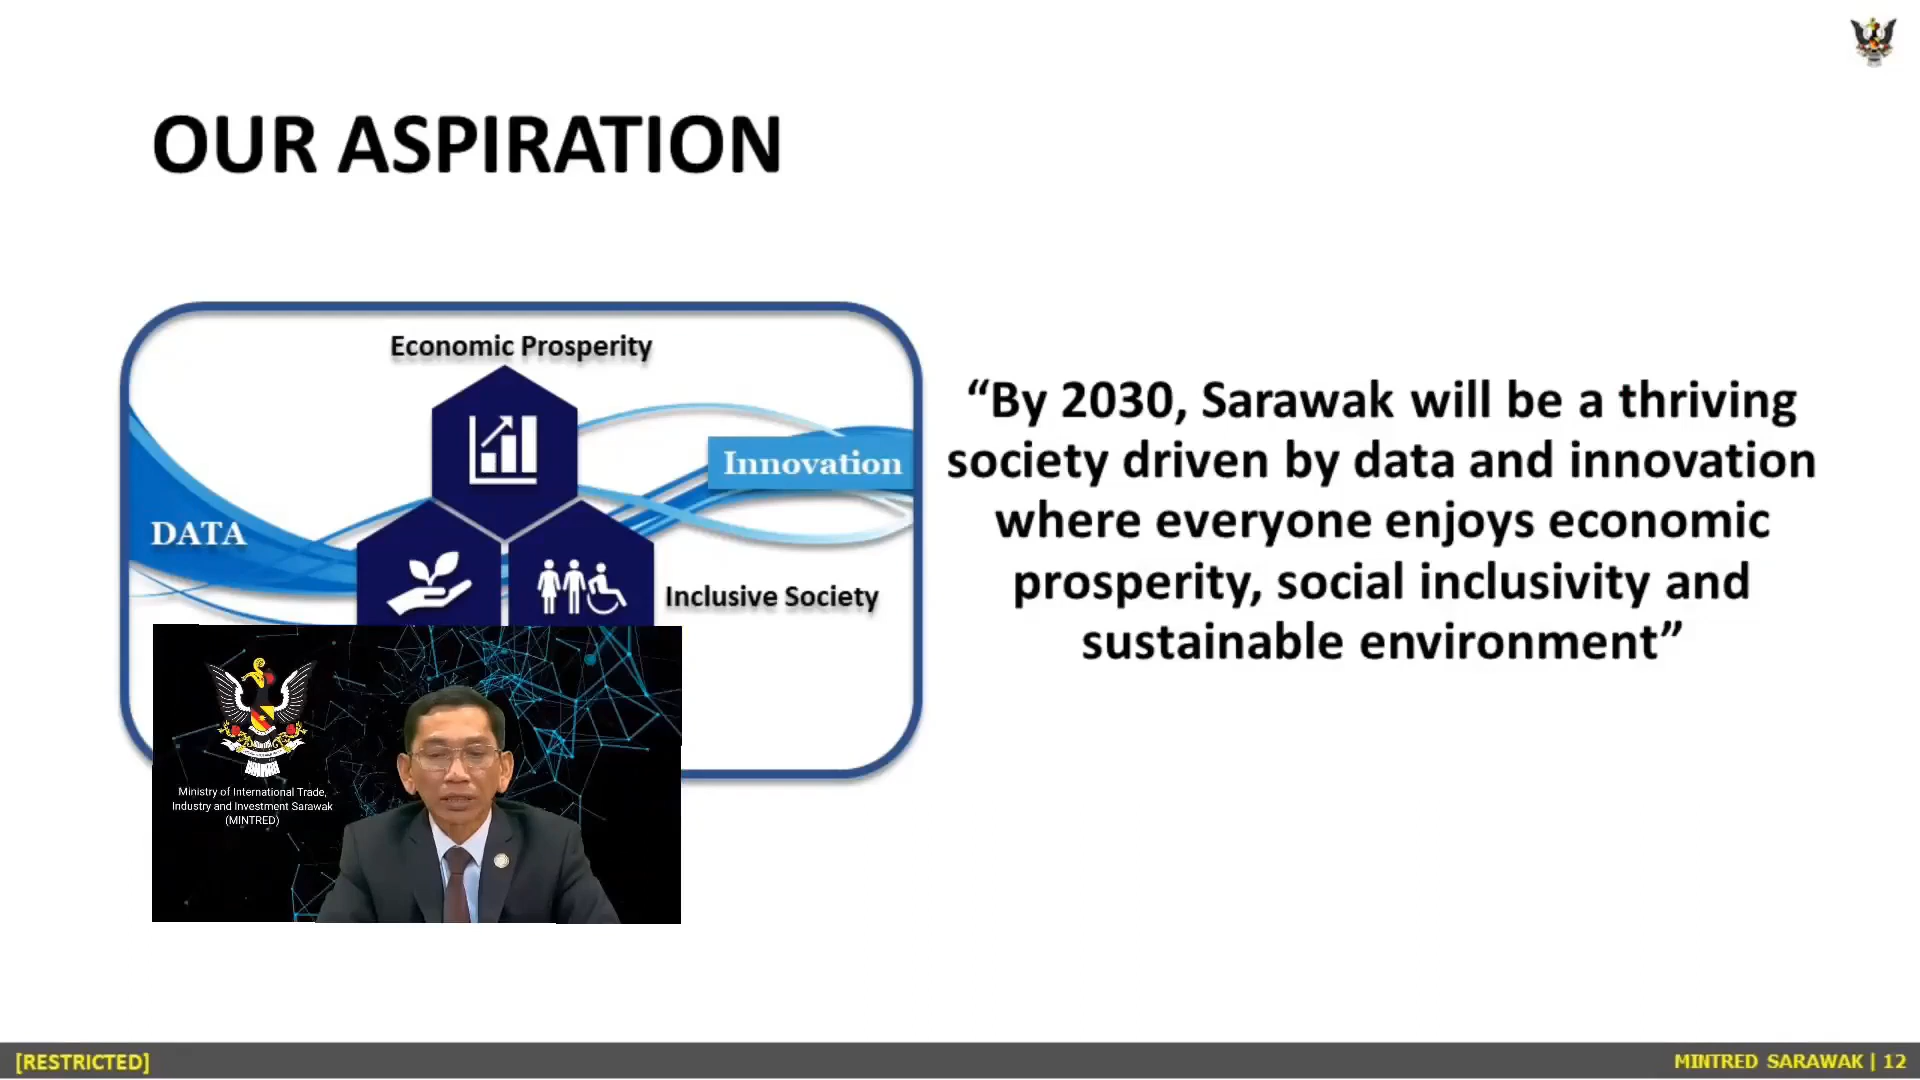 OUR ASPIRATION
Economic Prosperity
Innovation
DATA
Inclusive Society
“By 2030, Sarawak will be a thriving
society driven by data and innovation
where everyone enjoys economic
prosperity, social inclusivity and
sustainable environment”
Ministry of International Trade,
Industry and Investment Sarawak
(MINTRED)
[RESTRICTED]
MINTRED SARAWAK | 12